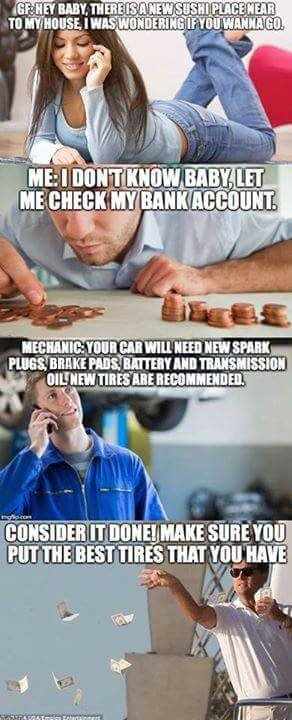 GF: HEY BABY, THERE IS A NEW SUSHI PLACE NEAR
TO MY HOUSE, I WAS WONDERING IF YOU WANNA GO.
ME: I DON'T KNOW BABY, LET
ME CHECK MY BANK ACCOUNT.
MECHANIC: YOUR CAR WILL NEED NEW SPARK
PLUGS, BRAKE PADS, BATTERY AND TRANSMISSION
OIL. NEW TIRES ARE RECOMMENDED.
imgflip.com
CONSIDER IT DONE! MAKE SURE YOU
PUT THE BEST TIRES THAT YOU HAVE